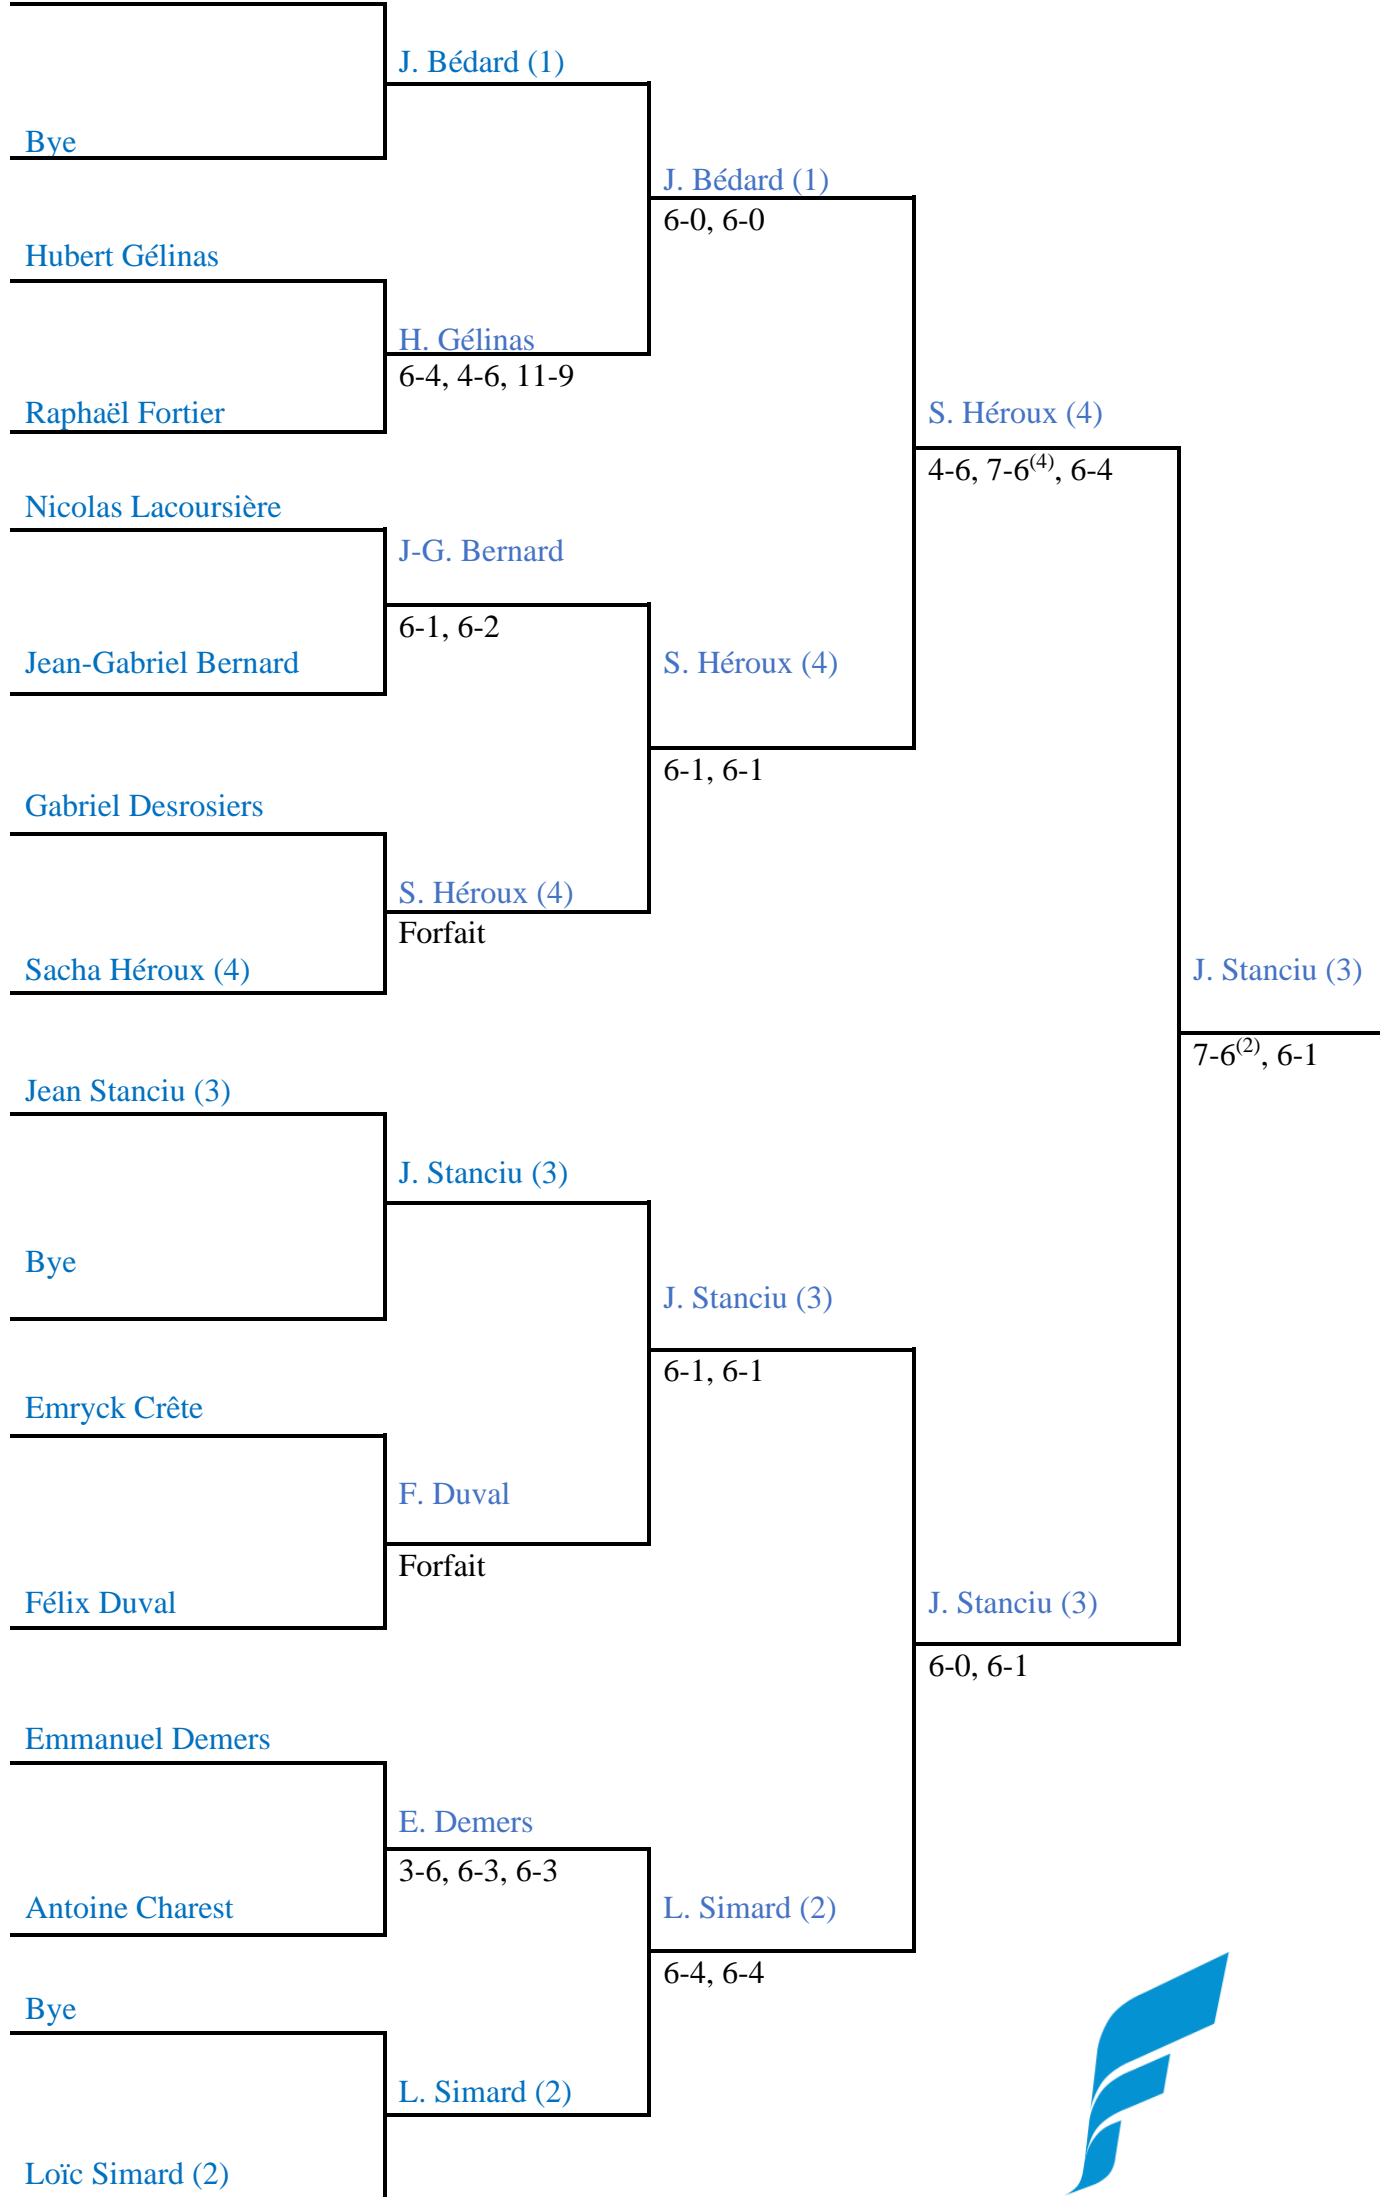 J. Bédard (1)
Bye
J. Bédard (1)
6-0, 6-0
Hubert Gélinas
H. Gélinas
6-4, 4-6, 11-9
Raphaël Fortier
S. Héroux (4)
4-6, 7-6(4), 6-4
Nicolas Lacoursière
J-G. Bernard
6-1, 6-2
Jean-Gabriel Bernard
S. Héroux (4)
6-1, 6-1
Gabriel Desrosiers
S. Héroux (4)
Forfait
Sacha Héroux (4)
J. Stanciu (3)
7-6(2), 6-1
Jean Stanciu (3)
J. Stanciu (3)
Bye
J. Stanciu (3)
6-1, 6-1
Emryck Crête
F. Duval
Forfait
Félix Duval
J. Stanciu (3)
6-0, 6-1
Emmanuel Demers
E. Demers
3-6, 6-3, 6-3
Antoine Charest
L. Simard (2)
6-4, 6-4
Bye
L. Simard (2)
Loïc Simard (2)